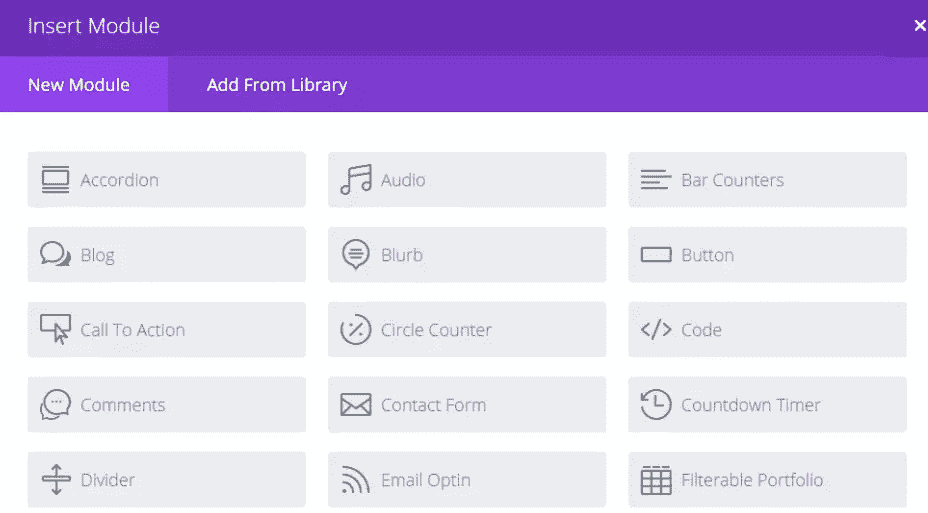 Insert Module
New Module Add From Library
Accordion Audio Bar Counters
Blog Blurb Button
Call To Action Circle Counter Code
Comments Contact Form Countdown Timer
Divider Email Optin Filterable Portfolio